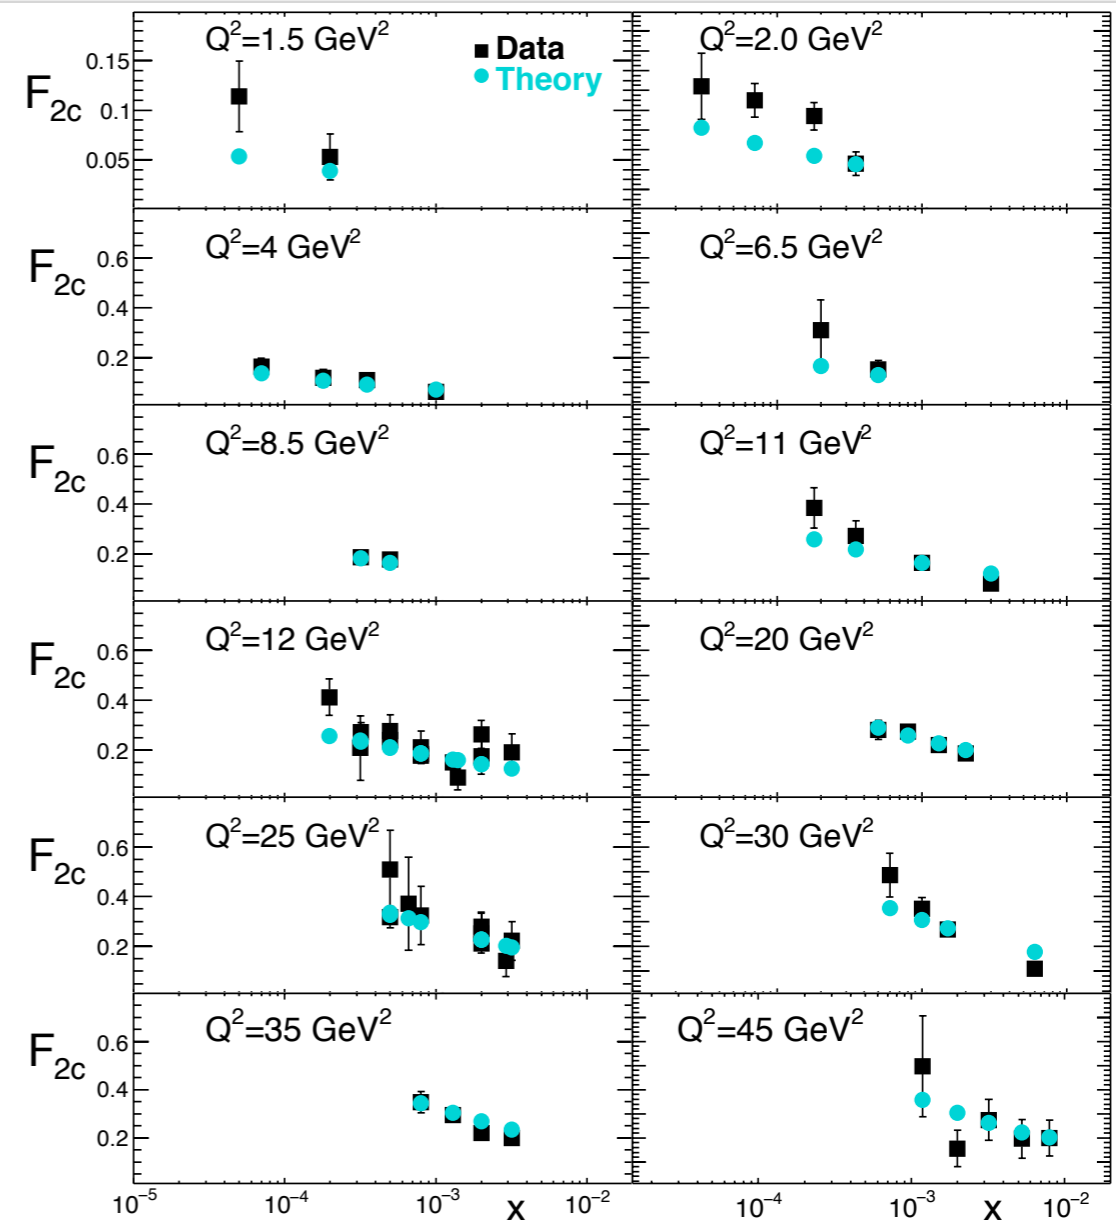 Q²=1.5 GeV²
Data
Theory
Q²=2.0 GeV²
F₂c
0.15
0.1
0.05
Q²=4 GeV²
Q²=6.5 GeV²
F₂c
0.6
0.4
0.2
Q²=8.5 GeV²
Q²=11 GeV²
F₂c
0.6
0.4
0.2
Q²=12 GeV²
Q²=20 GeV²
F₂c
0.6
0.4
0.2
Q²=25 GeV²
Q²=30 GeV²
F₂c
0.6
0.4
0.2
Q²=35 GeV²
Q²=45 GeV²
F₂c
0.6
0.4
0.2
10⁻⁵ 10⁻⁴ 10⁻³ x 10⁻² 10⁻⁴ 10⁻³ x 10⁻²